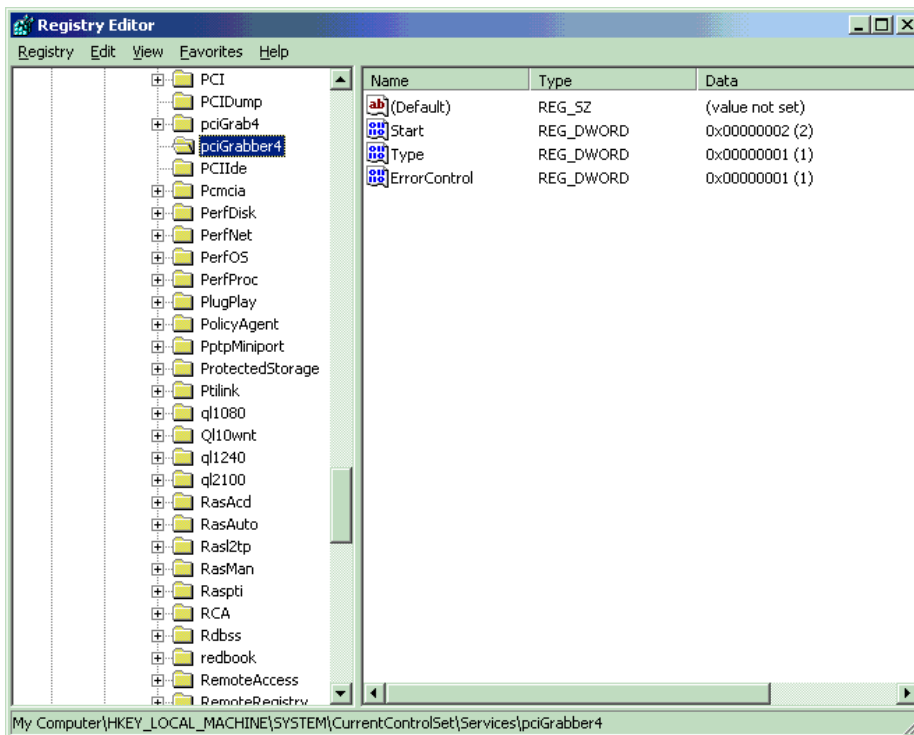 Registry Editor
Registry Edit View Favorites Help
PCI
PCIDump
pciGrab4
pciGrabber4
PCIIde
Pcmcia
PerfDisk
PerfNet
PerfOS
PerfProc
PlugPlay
PolicyAgent
PptpMiniport
ProtectedStorage
Ptilink
ql1080
Ql10wnt
ql1240
ql2100
RasAcd
RasAuto
Rasl2tp
RasMan
Raspti
RCA
Rdbss
redbook
RemoteAccess
RemoteRegistry
Name Type Data
(Default) REG_SZ (value not set)
Start REG_DWORD 0x00000002 (2)
Type REG_DWORD 0x00000001 (1)
ErrorControl REG_DWORD 0x00000001 (1)
My Computer\HKEY_LOCAL_MACHINE\SYSTEM\CurrentControlSet\Services\pciGrabber4